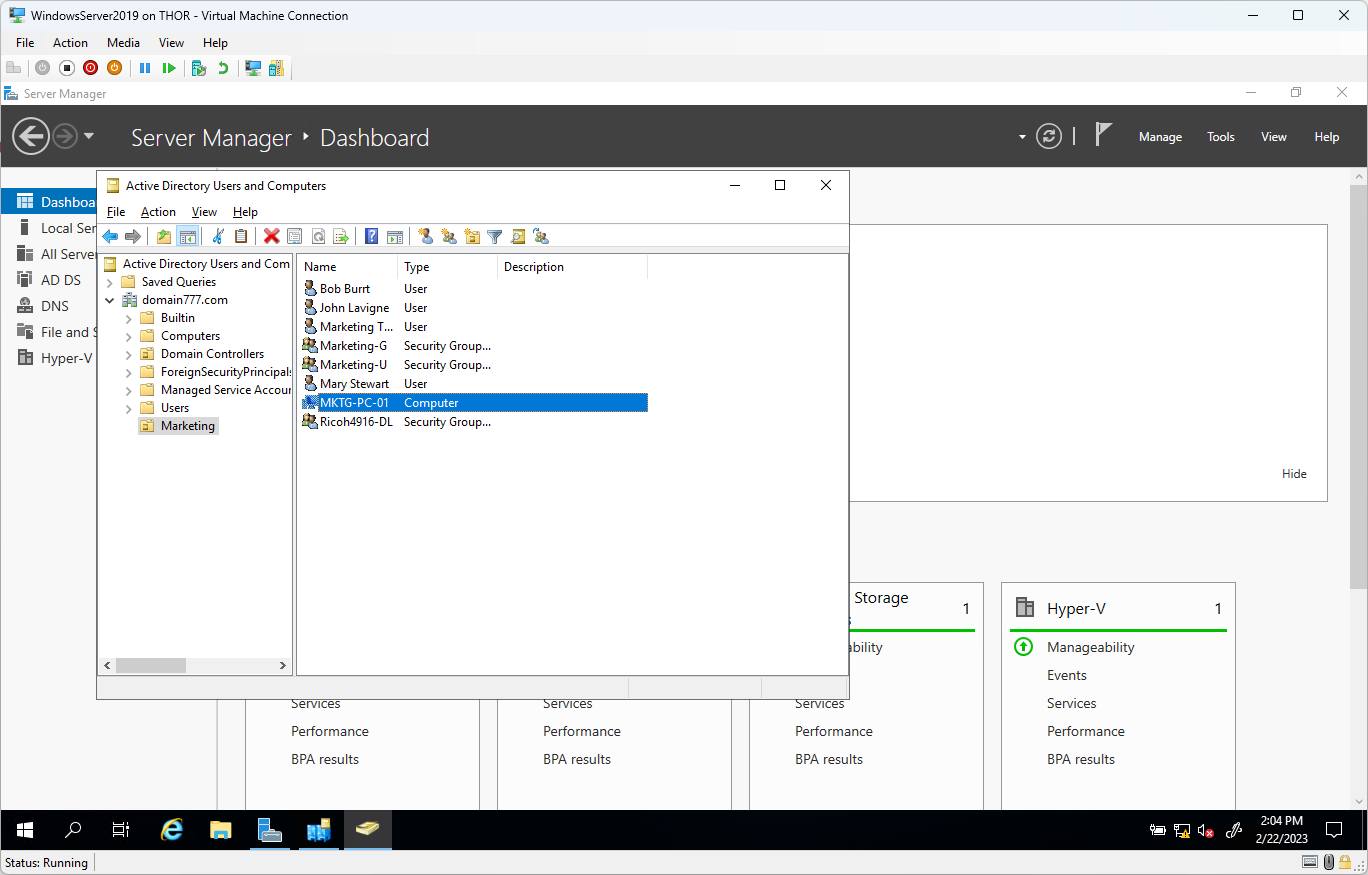 WindowsServer2019 on THOR - Virtual Machine Connection
File Action Media View Help
Server Manager
Server Manager Dashboard
Manage Tools View Help
Dashboa
Local Ser
All Server
AD DS
DNS
File and S
Hyper-V
Active Directory Users and Computers
File Action View Help
Active Directory Users and Com
Saved Queries
domain777.com
Builtin
Computers
Domain Controllers
ForeignSecurityPrincipals
Managed Service Accour
Users
Marketing
Name Type Description
Bob Burrt User
John Lavigne User
Marketing T... User
Marketing-G Security Group...
Marketing-U Security Group...
Mary Stewart User
MKTG-PC-01 Computer
Ricoh4916-DL Security Group...
Hide
Services
Performance
BPA results
Services
Performance
BPA results
Storage 1
ability
Services
Performance
BPA results
Hyper-V 1
Manageability
Events
Services
Performance
BPA results
2:04 PM
2/22/2023
Status: Running